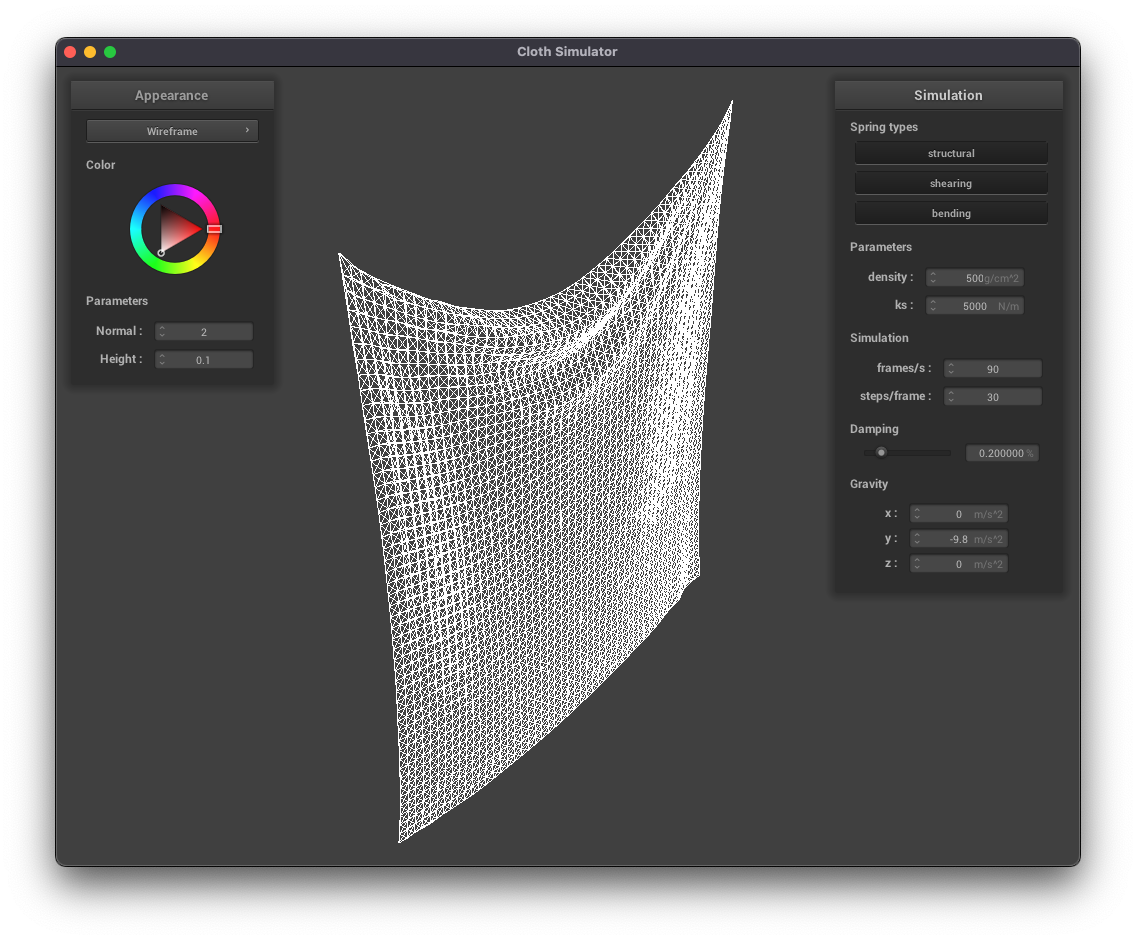 Cloth Simulator
Appearance
Wireframe
Color
Parameters
Normal : 2
Height : 0.1
Simulation
Spring types
structural
shearing
bending
Parameters
density : 500g/cm^2
ks : 5000 N/m
Simulation
frames/s : 90
steps/frame : 30
Damping
0.200000 %
Gravity
x : 0 m/s^2
y : -9.8 m/s^2
z : 0 m/s^2